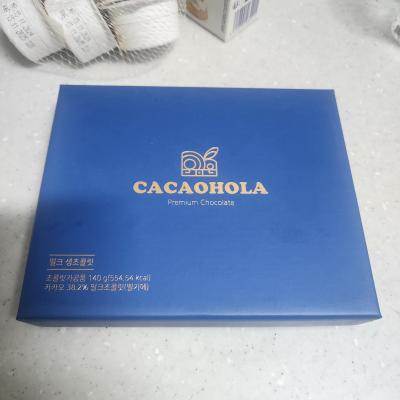 CACAOHOLA
Premium Chocolate
밀크 생초콜릿
초콜릿가공품 140 g(554.54 kcal)
카카오 38.2% 밀크초콜릿(벨기에)